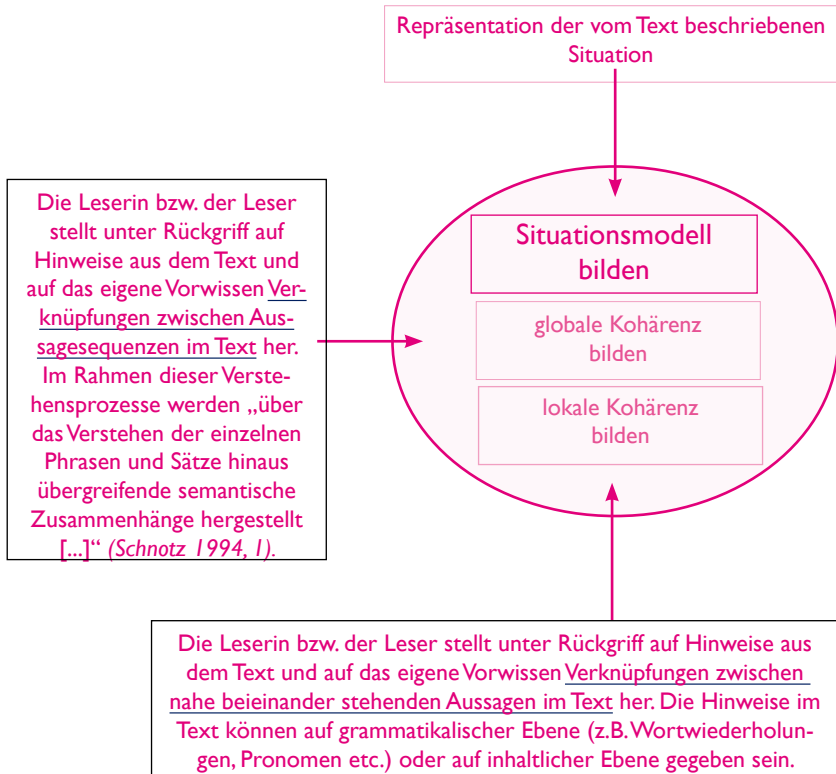 Repräsentation der vom Text beschriebenen
Situation
Die Leserin bzw. der Leser
stellt unter Rückgriff auf
Hinweise aus dem Text und
auf das eigene Vorwissen Ver-
knüpfungen zwischen Aus-
sagesequenzen im Text her.
Im Rahmen dieser Verste-
hensprozesse werden „über
das Verstehen der einzelnen
Phrasen und Sätze hinaus
übergreifende semantische
Zusammenhänge hergestellt
[...]“ (Schnotz 1994, 1).
Situationsmodell
bilden
globale Kohärenz
bilden
lokale Kohärenz
bilden
Die Leserin bzw. der Leser stellt unter Rückgriff auf Hinweise aus
dem Text und auf das eigene Vorwissen Verknüpfungen zwischen
nahe beieinander stehenden Aussagen im Text her. Die Hinweise im
Text können auf grammatikalischer Ebene (z.B. Wortwiederholun-
gen, Pronomen etc.) oder auf inhaltlicher Ebene gegeben sein.